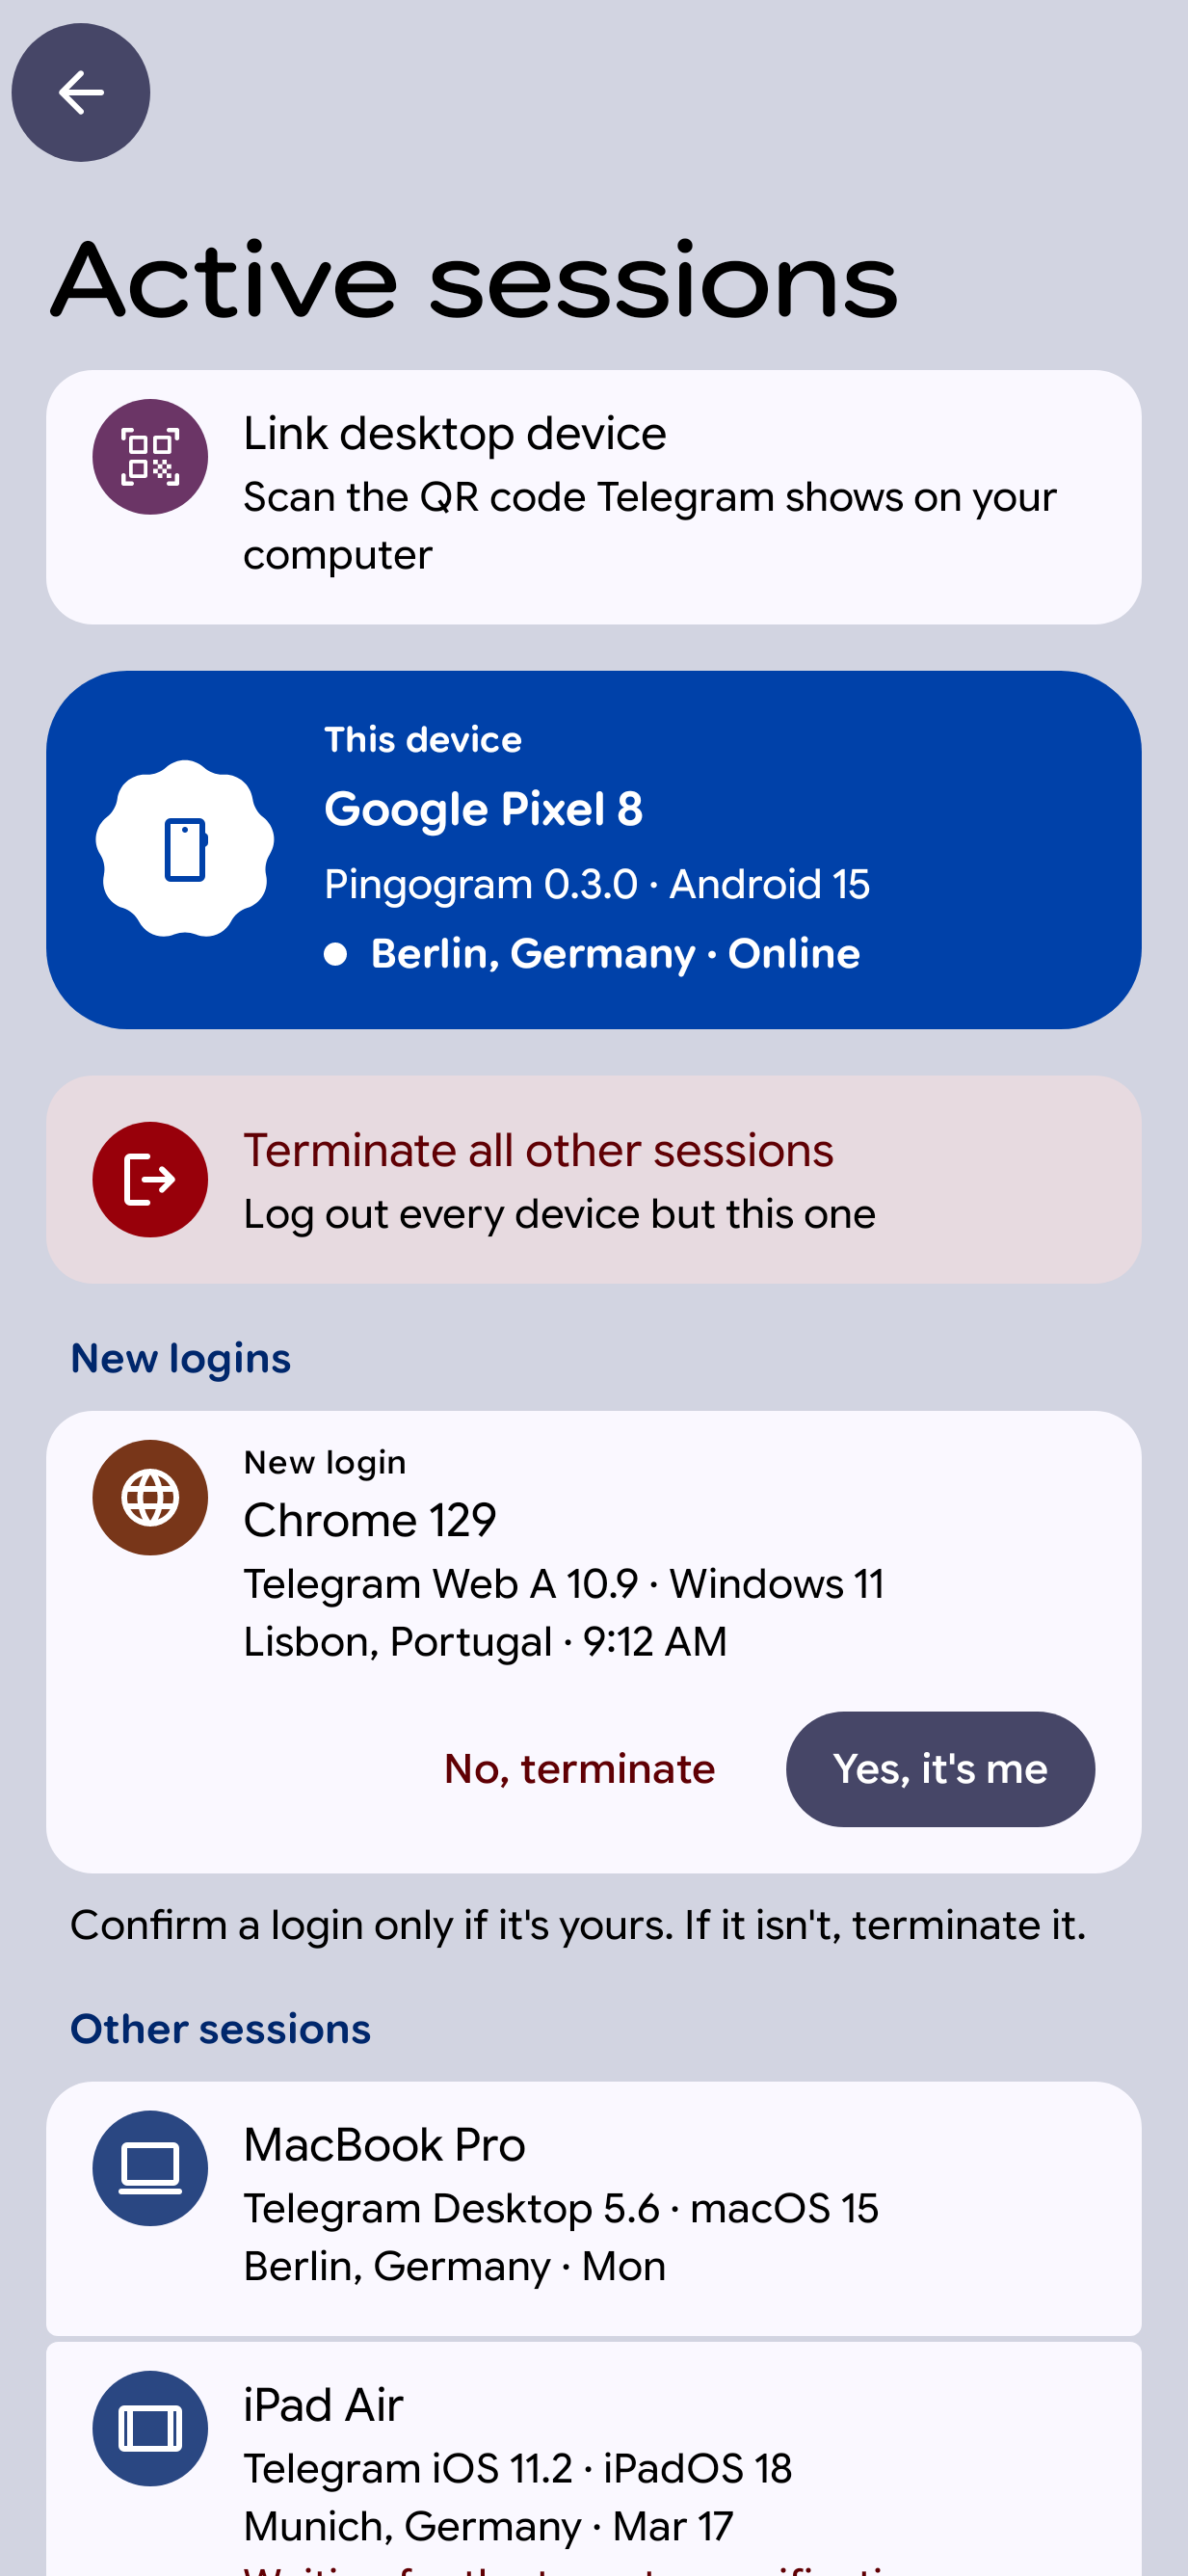 Active sessions
Link desktop device
Scan the QR code Telegram shows on your
computer
This device
Google Pixel 8
Pingogram 0.3.0 · Android 15
Berlin, Germany · Online
Terminate all other sessions
Log out every device but this one
New logins
New login
Chrome 129
Telegram Web A 10.9 · Windows 11
Lisbon, Portugal · 9:12 AM
No, terminate
Yes, it's me
Confirm a login only if it's yours. If it isn't, terminate it.
Other sessions
MacBook Pro
Telegram Desktop 5.6 · macOS 15
Berlin, Germany · Mon
iPad Air
Telegram iOS 11.2 · iPadOS 18
Munich, Germany · Mar 17